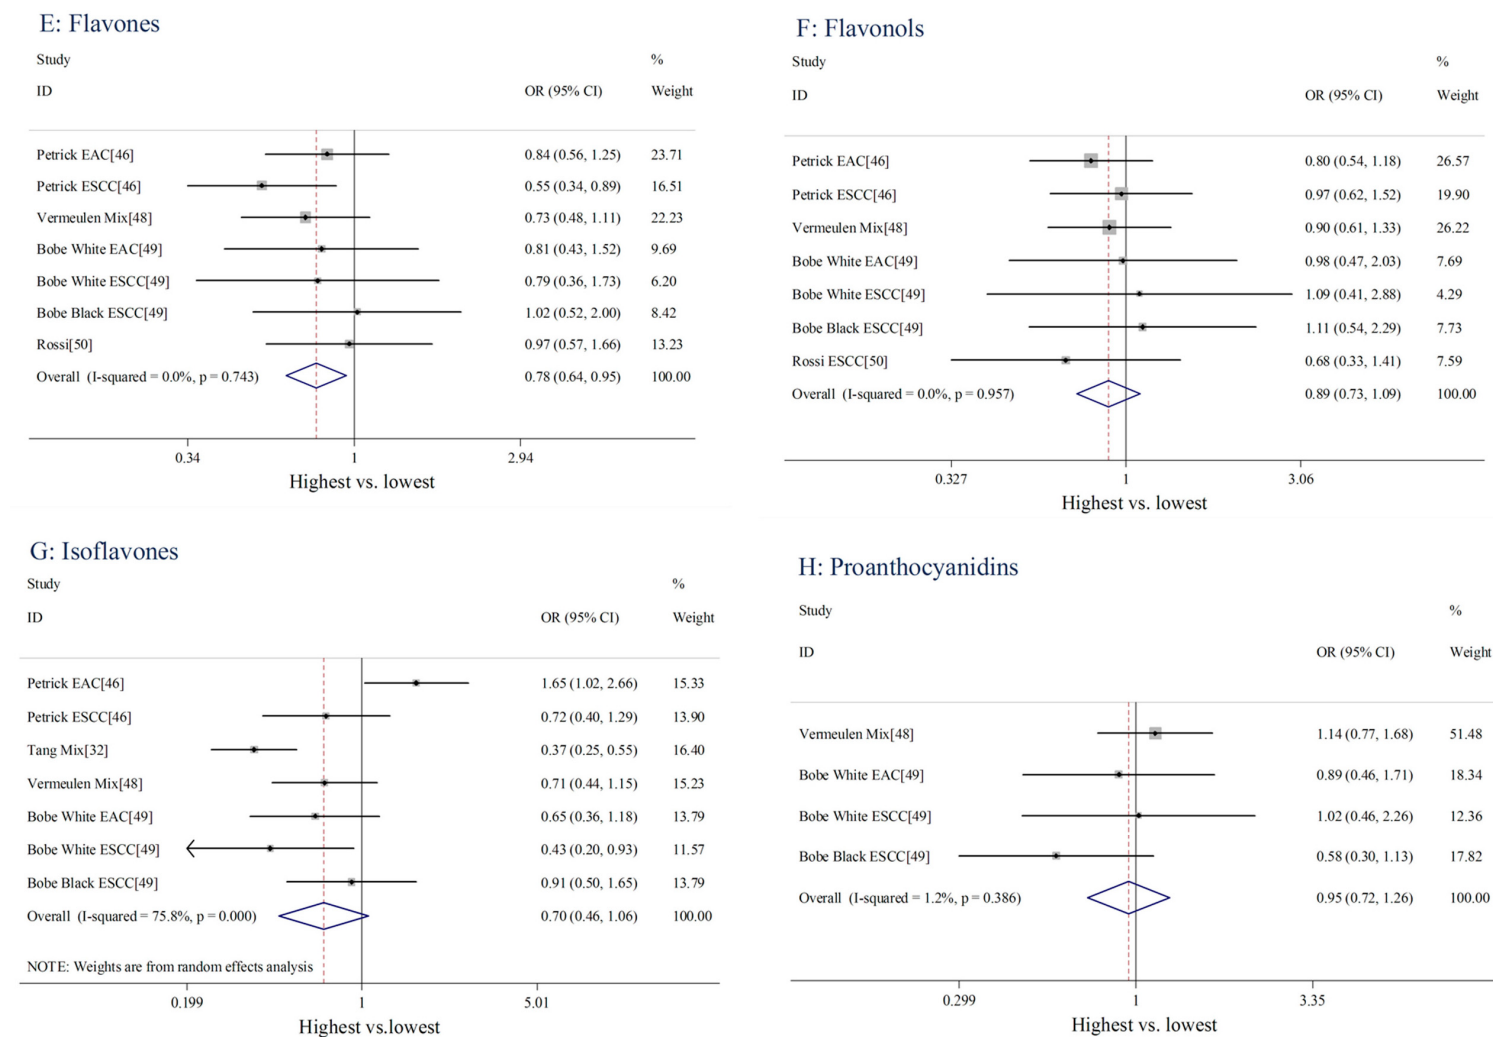 E: Flavones
Study %
ID OR (95% CI) Weight
Petrick EAC[46] 0.84 (0.56, 1.25) 23.71
Petrick ESCC[46] 0.55 (0.34, 0.89) 16.51
Vermeulen Mix[48] 0.73 (0.48, 1.11) 22.23
Bobe White EAC[49] 0.81 (0.43, 1.52) 9.69
Bobe White ESCC[49] 0.79 (0.36, 1.73) 6.20
Bobe Black ESCC[49] 1.02 (0.52, 2.00) 8.42
Rossi[50] 0.97 (0.57, 1.66) 13.23
Overall (I-squared = 0.0%, p = 0.743) 0.78 (0.64, 0.95) 100.00
0.34 1 2.94
Highest vs. lowest
F: Flavonols
Study %
ID OR (95% CI) Weight
Petrick EAC[46] 0.80 (0.54, 1.18) 26.57
Petrick ESCC[46] 0.97 (0.62, 1.52) 19.90
Vermeulen Mix[48] 0.90 (0.61, 1.33) 26.22
Bobe White EAC[49] 0.98 (0.47, 2.03) 7.69
Bobe White ESCC[49] 1.09 (0.41, 2.88) 4.29
Bobe Black ESCC[49] 1.11 (0.54, 2.29) 7.73
Rossi ESCC[50] 0.68 (0.33, 1.41) 7.59
Overall (I-squared = 0.0%, p = 0.957) 0.89 (0.73, 1.09) 100.00
0.327 1 3.06
Highest vs. lowest
G: Isoflavones
Study %
ID OR (95% CI) Weight
Petrick EAC[46] 1.65 (1.02, 2.66) 15.33
Petrick ESCC[46] 0.72 (0.40, 1.29) 13.90
Tang Mix[32] 0.37 (0.25, 0.55) 16.40
Vermeulen Mix[48] 0.71 (0.44, 1.15) 15.23
Bobe White EAC[49] 0.65 (0.36, 1.18) 13.79
Bobe White ESCC[49] 0.43 (0.20, 0.93) 11.57
Bobe Black ESCC[49] 0.91 (0.50, 1.65) 13.79
Overall (I-squared = 75.8%, p = 0.000) 0.70 (0.46, 1.06) 100.00
NOTE: Weights are from random effects analysis
0.199 1 5.01
Highest vs.lowest
H: Proanthocyanidins
Study %
ID OR (95% CI) Weight
Vermeulen Mix[48] 1.14 (0.77, 1.68) 51.48
Bobe White EAC[49] 0.89 (0.46, 1.71) 18.34
Bobe White ESCC[49] 1.02 (0.46, 2.26) 12.36
Bobe Black ESCC[49] 0.58 (0.30, 1.13) 17.82
Overall (I-squared = 1.2%, p = 0.386) 0.95 (0.72, 1.26) 100.00
0.299 1 3.35
Highest vs. lowest